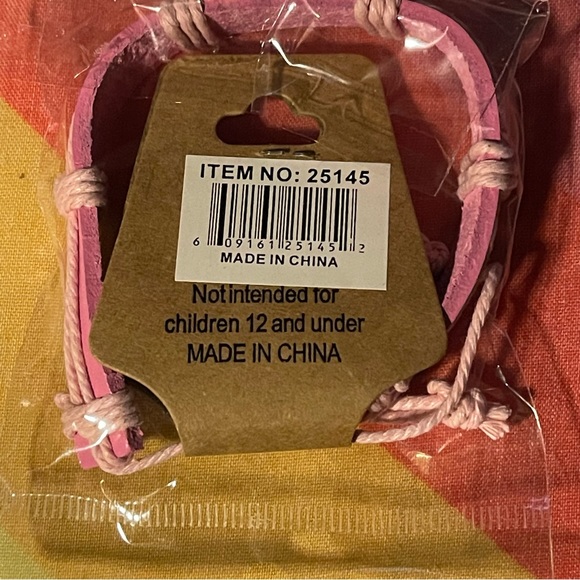 ITEM NO: 25145
6 09161 25145 2
MADE IN CHINA
Not intended for
children 12 and under
MADE IN CHINA